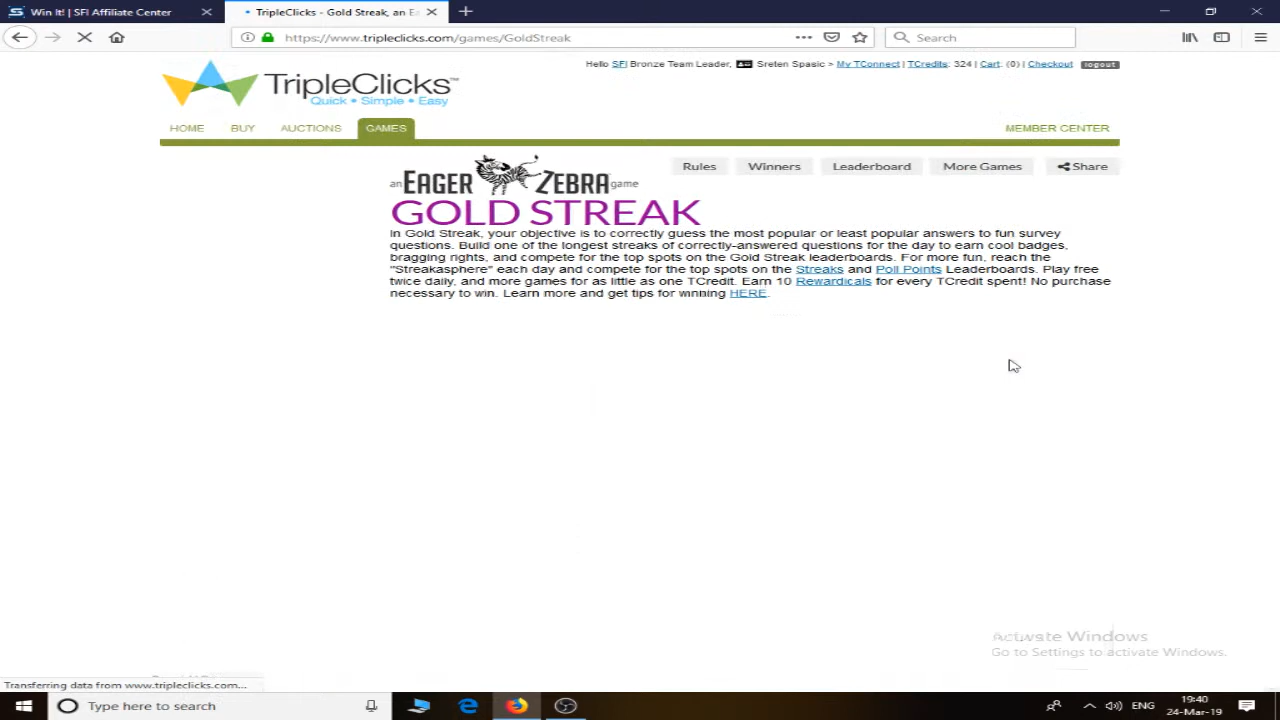 Win It! | SFI Affiliate Center
TripleClicks - Gold Streak, an Ea
https://www.tripleclicks.com/games/GoldStreak
Search
Hello SFI Bronze Team Leader, Sreten Spasic > My TConnect | TCredits: 324 | Cart: (0) | Checkout logout
TripleClicks™
Quick • Simple • Easy
HOME BUY AUCTIONS GAMES MEMBER CENTER
Rules Winners Leaderboard More Games Share
an EAGER ZEBRA game
GOLD STREAK
In Gold Streak, your objective is to correctly guess the most popular or least popular answers to fun survey
questions. Build one of the longest streaks of correctly-answered questions for the day to earn cool badges,
bragging rights, and compete for the top spots on the Gold Streak leaderboards. For more fun, reach the
"Streakasphere" each day and compete for the top spots on the Streaks and Poll Points Leaderboards. Play free
twice daily, and more games for as little as one TCredit. Earn 10 Rewardicals for every TCredit spent! No purchase
necessary to win. Learn more and get tips for winning HERE.
Activate Windows
Go to Settings to activate Windows.
Transferring data from www.tripleclicks.com...
Type here to search
ENG
19:40
24-Mar-19